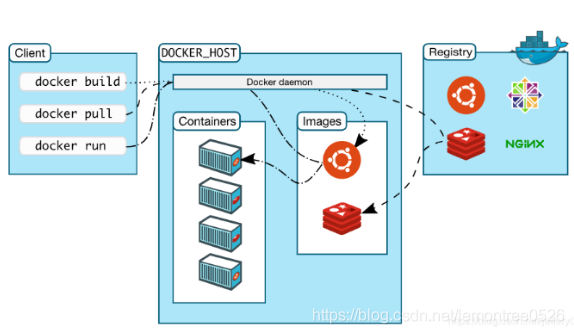 Client
DOCKER_HOST
Registry
docker build
docker pull
docker run
Docker daemon
Containers
Images
NGINX
https://blog.csdn.net/lemontree0526